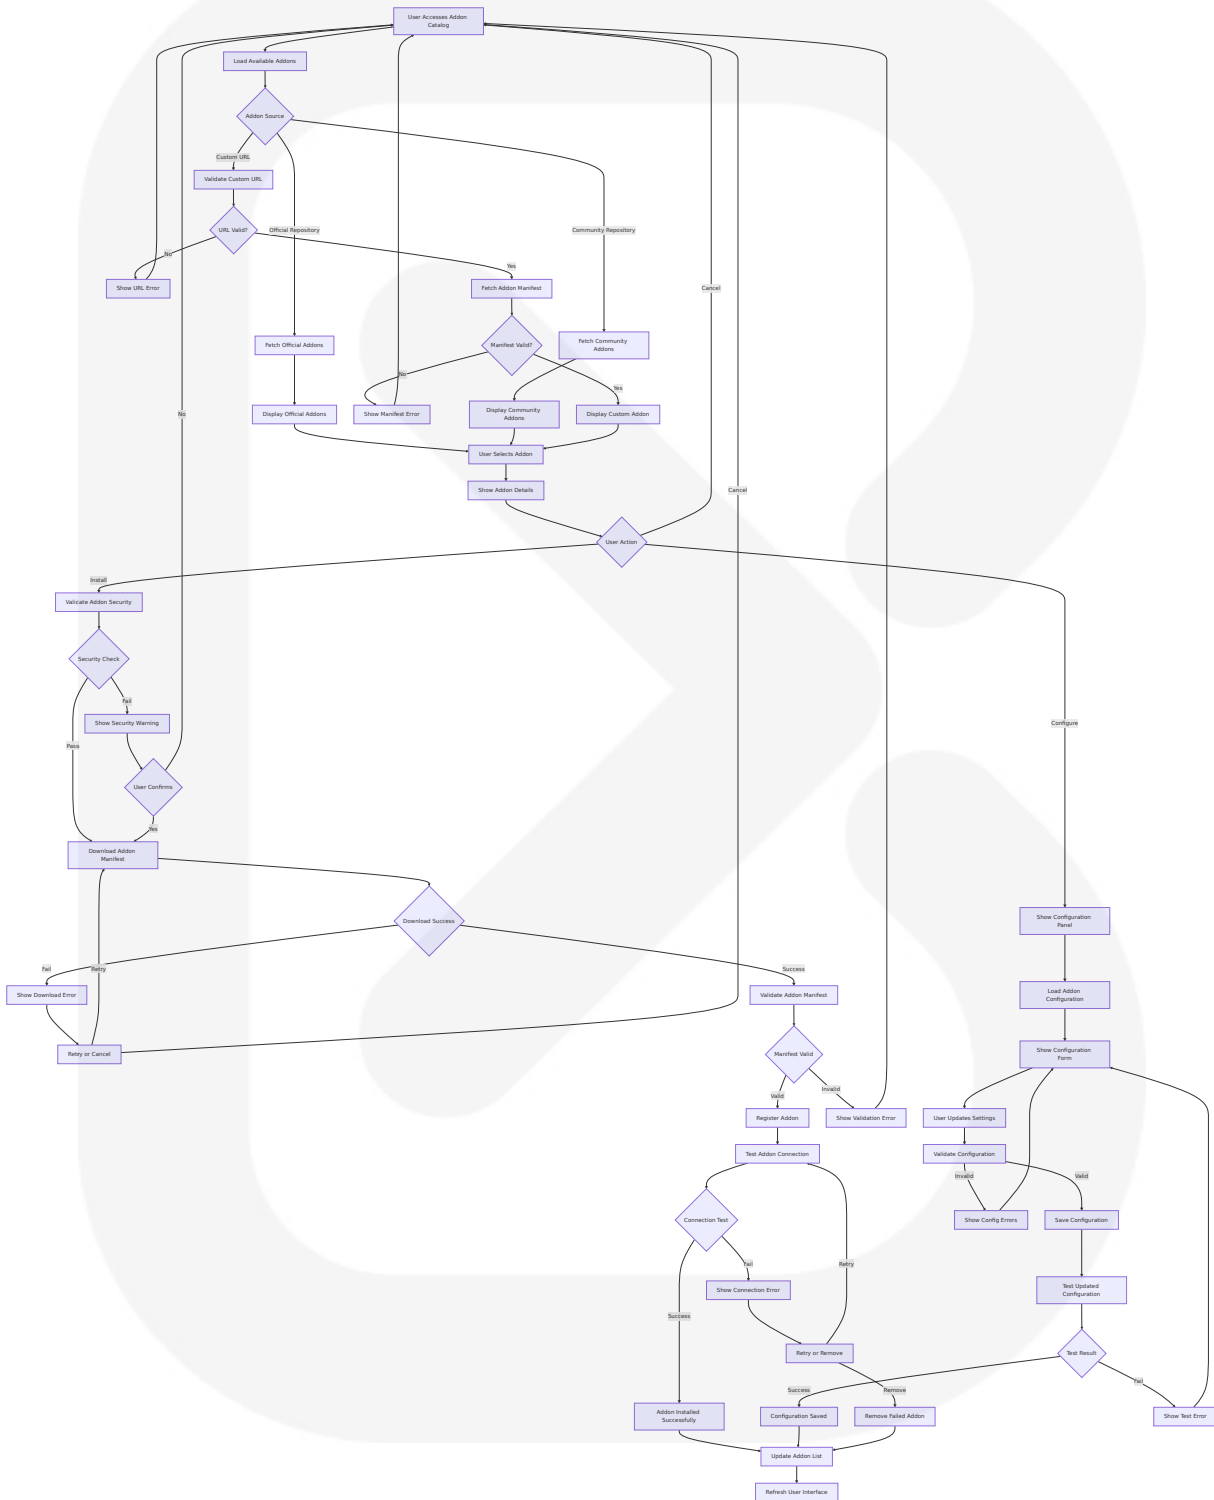 User Accesses Addon
Catalog
Load Available Addons
Addon Source
Custom URL
Validate Custom URL
URL Valid?
Official Repository
Community Repository
No
Yes
Show URL Error
Fetch Addon Manifest
Cancel
Fetch Official Addons
Manifest Valid?
Fetch Community
Addons
No
Yes
Display Official Addons
Show Manifest Error
Display Community
Addons
Display Custom Addon
No
User Selects Addon
Show Addon Details
Cancel
User Action
Install
Validate Addon Security
Security Check
Fail
Show Security Warning
Configure
Pass
User Confirms
Yes
Download Addon
Manifest
Download Success
Show Configuration
Panel
Fail
Retry
Success
Show Download Error
Validate Addon Manifest
Load Addon
Configuration
Retry or Cancel
Manifest Valid
Show Configuration
Form
Valid
Invalid
Register Addon
Show Validation Error
User Updates Settings
Test Addon Connection
Validate Configuration
Invalid
Valid
Connection Test
Show Config Errors
Save Configuration
Fail
Retry
Show Connection Error
Test Updated
Configuration
Success
Retry or Remove
Test Result
Success
Remove
Fail
Addon Installed
Successfully
Configuration Saved
Remove Failed Addon
Show Test Error
Update Addon List
Refresh User Interface